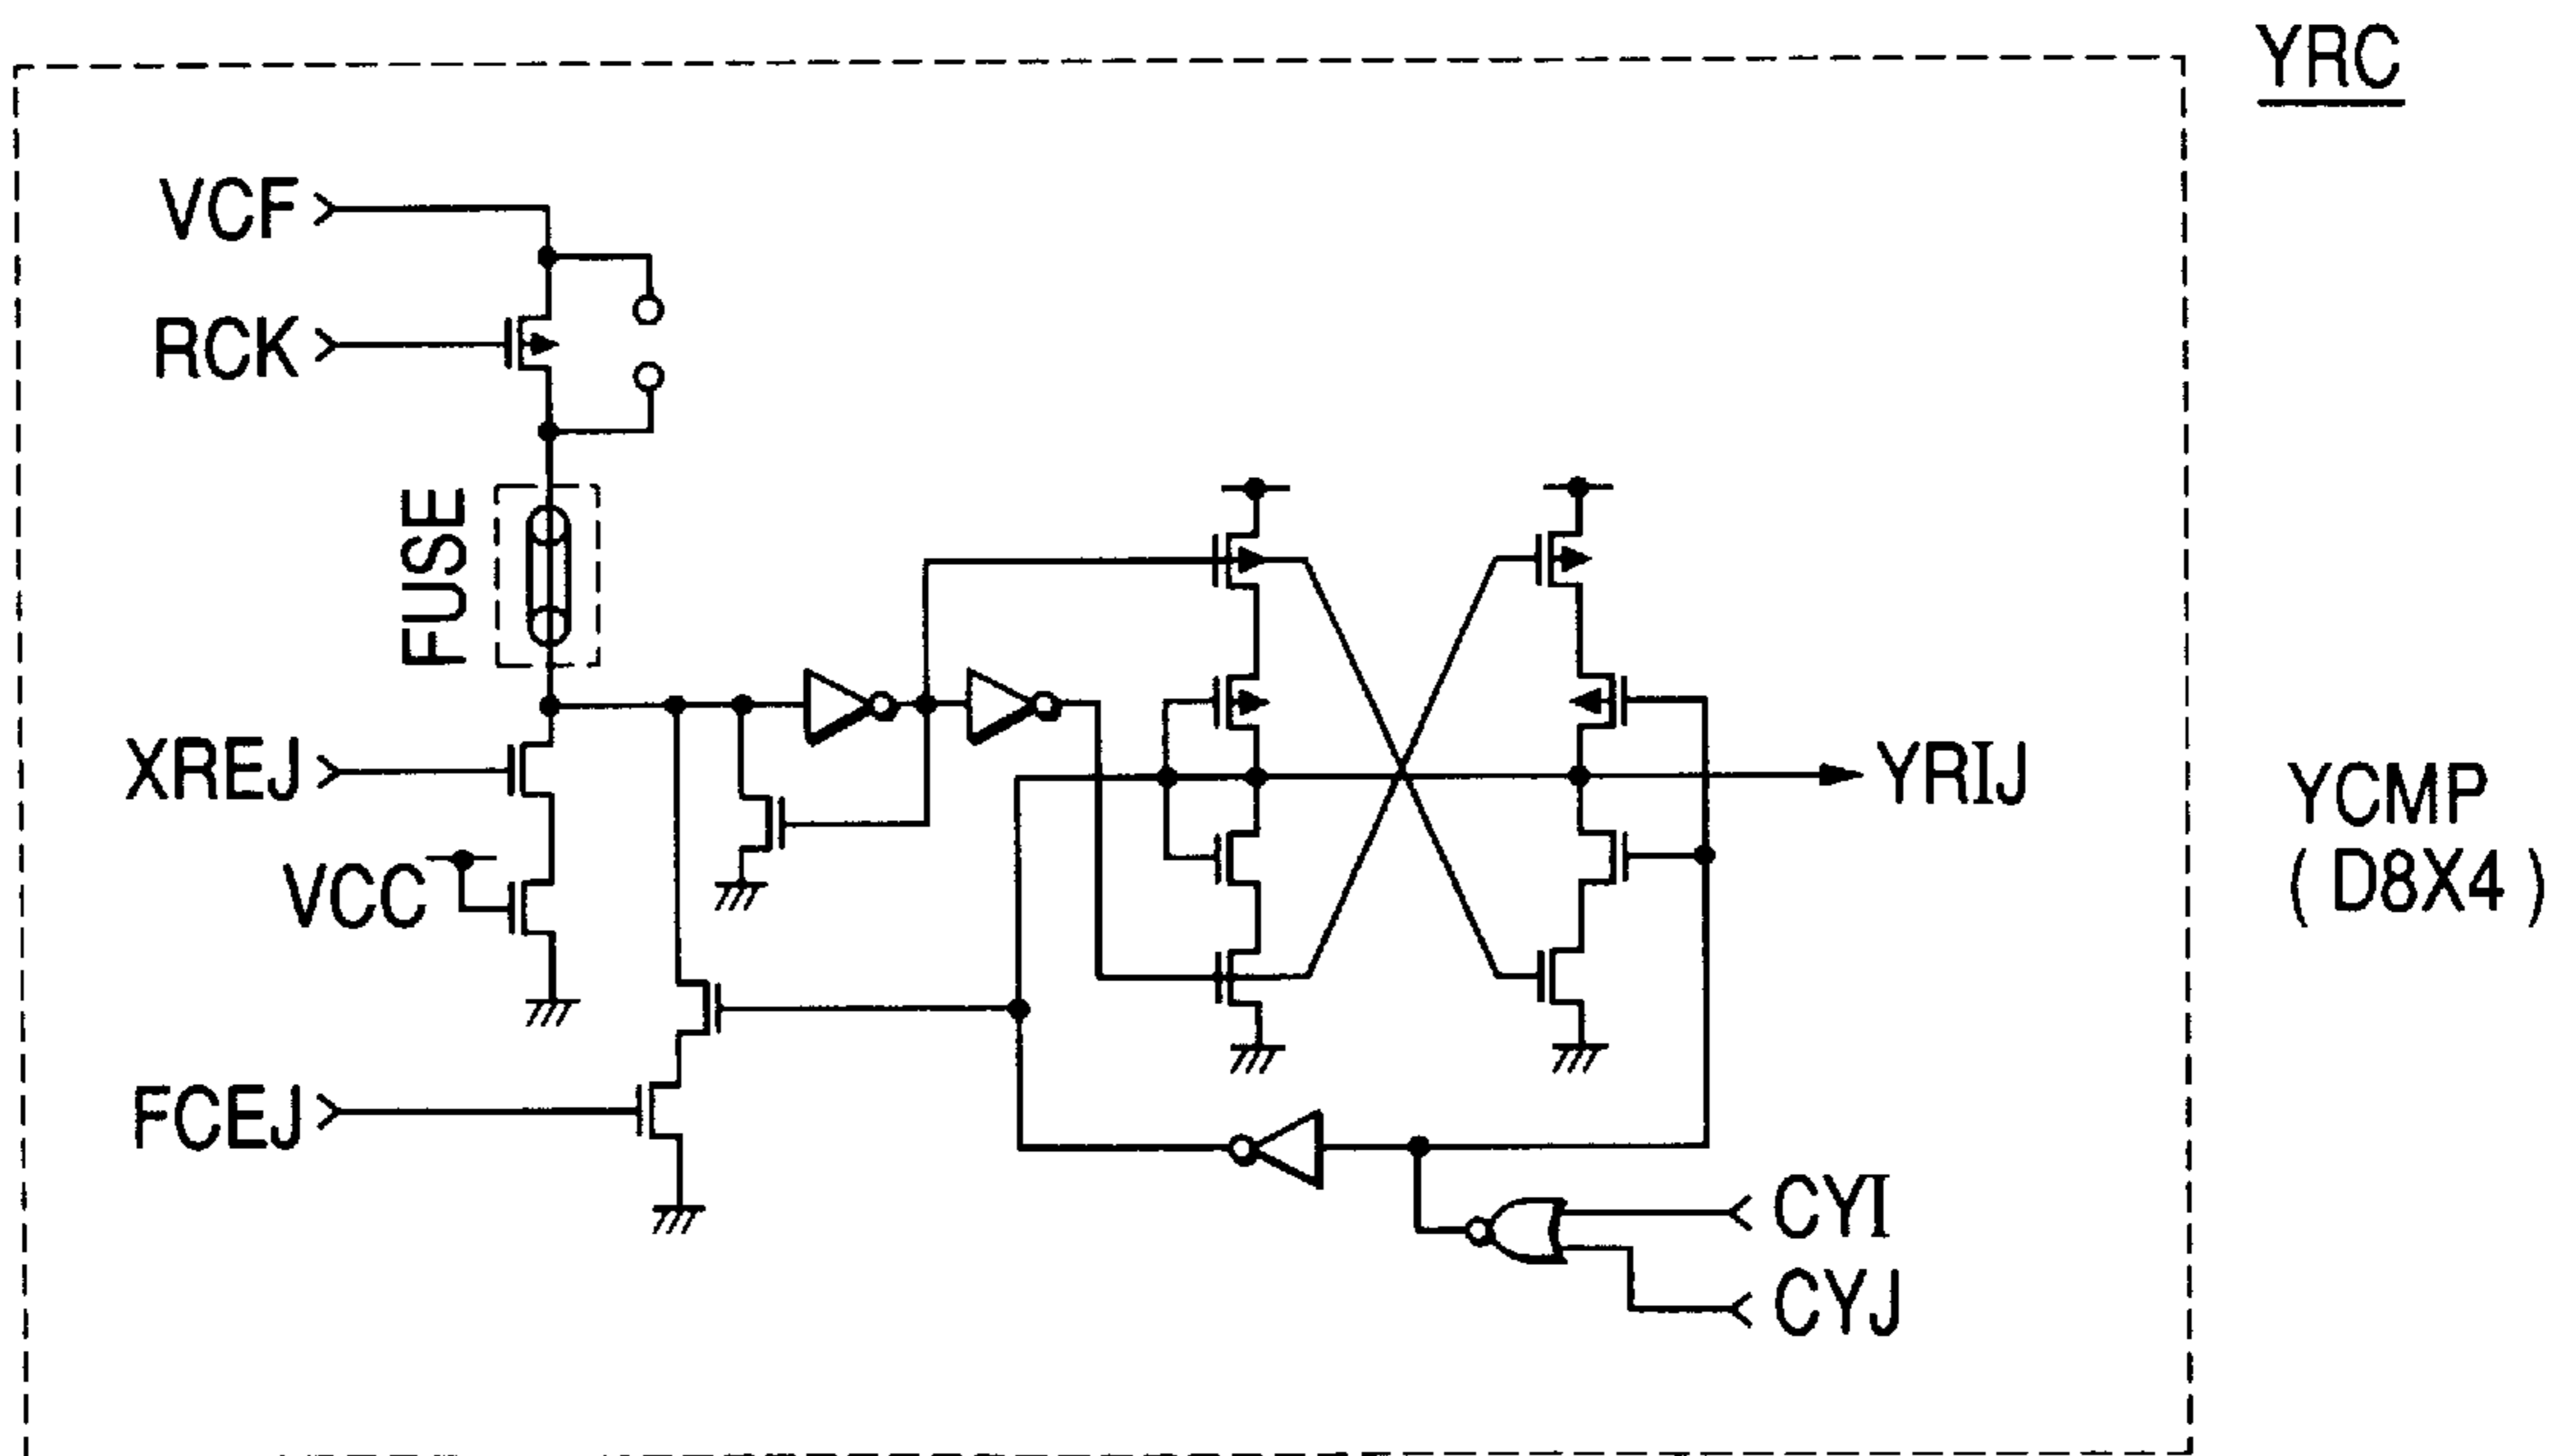 YRC
VCF
RCK
FUSE
XREJ
VCC
YRIJ
YCMP
( D8X4 )
FCEJ
CYI
CYJ